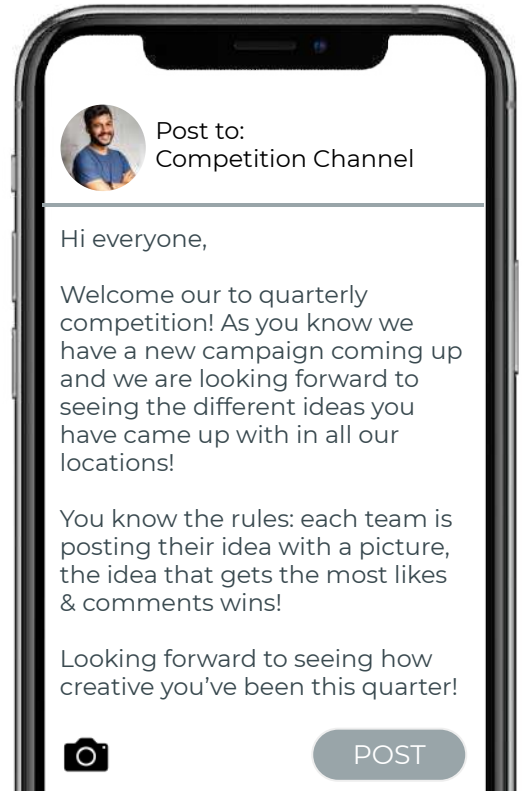 Post to:
Competition Channel
Hi everyone,
Welcome our to quarterly
competition! As you know we
have a new campaign coming up
and we are looking forward to
seeing the different ideas you
have came up with in all our
locations!
You know the rules: each team is
posting their idea with a picture,
the idea that gets the most likes
& comments wins!
Looking forward to seeing how
creative you’ve been this quarter!
POST